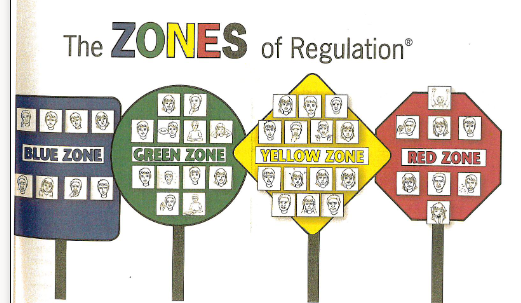 The ZONES of Regulation®
BLUE ZONE
GREEN ZONE
YELLOW ZONE
RED ZONE